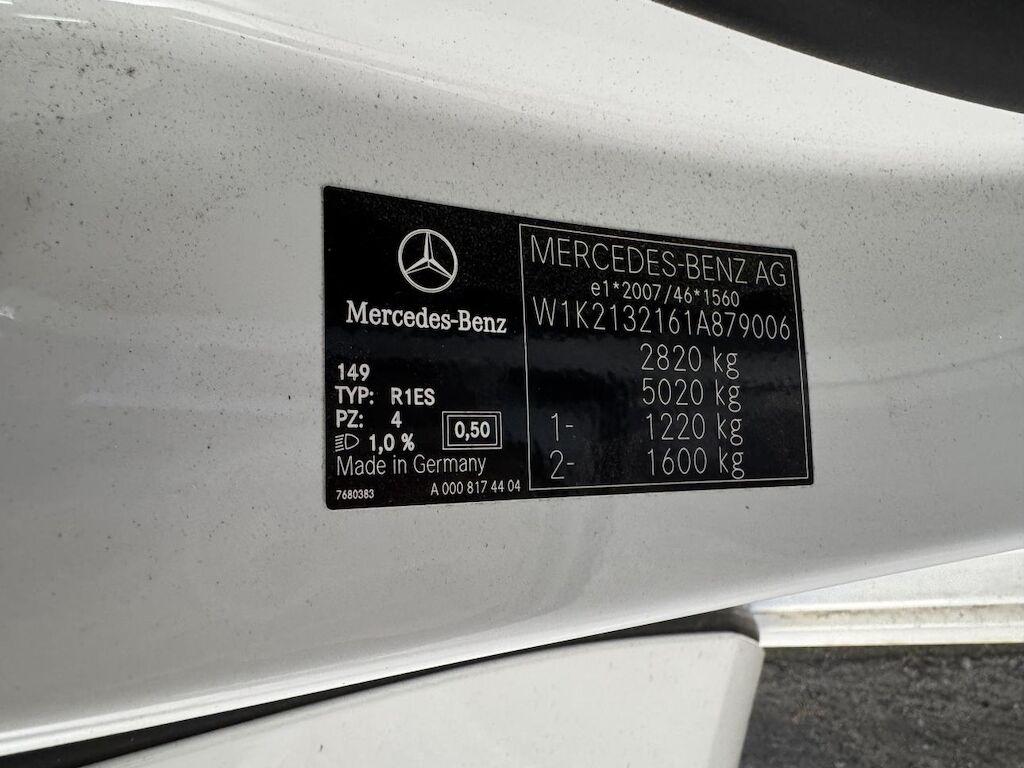 Mercedes-Benz
149
TYP: R1ES
PZ: 4
1,0 %
0,50
Made in Germany
7680383
A 000 817 44 04
MERCEDES-BENZ AG
e1*2007/46*1560
W1K2132161A879006
2820 kg
5020 kg
1- 1220 kg
2- 1600 kg